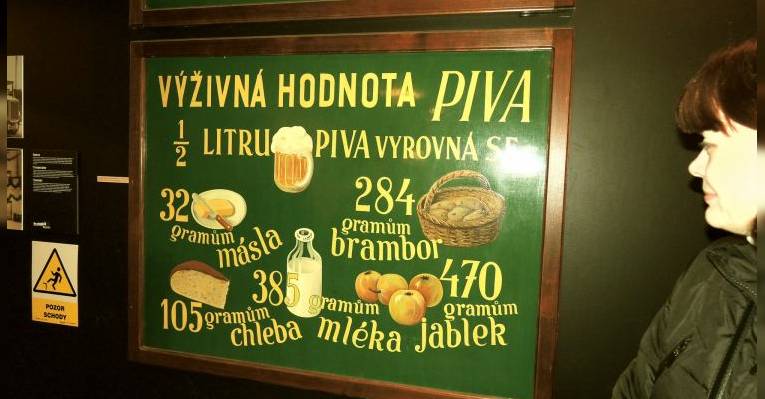 VÝŽIVNÁ HODNOTA PIVA
1/2 LITRU PIVA VYROVNÁ SE
32 gramům másla
284 gramům brambor
105 gramům chleba
385 gramům mléka
470 gramům jablek
POZOR
SCHODY